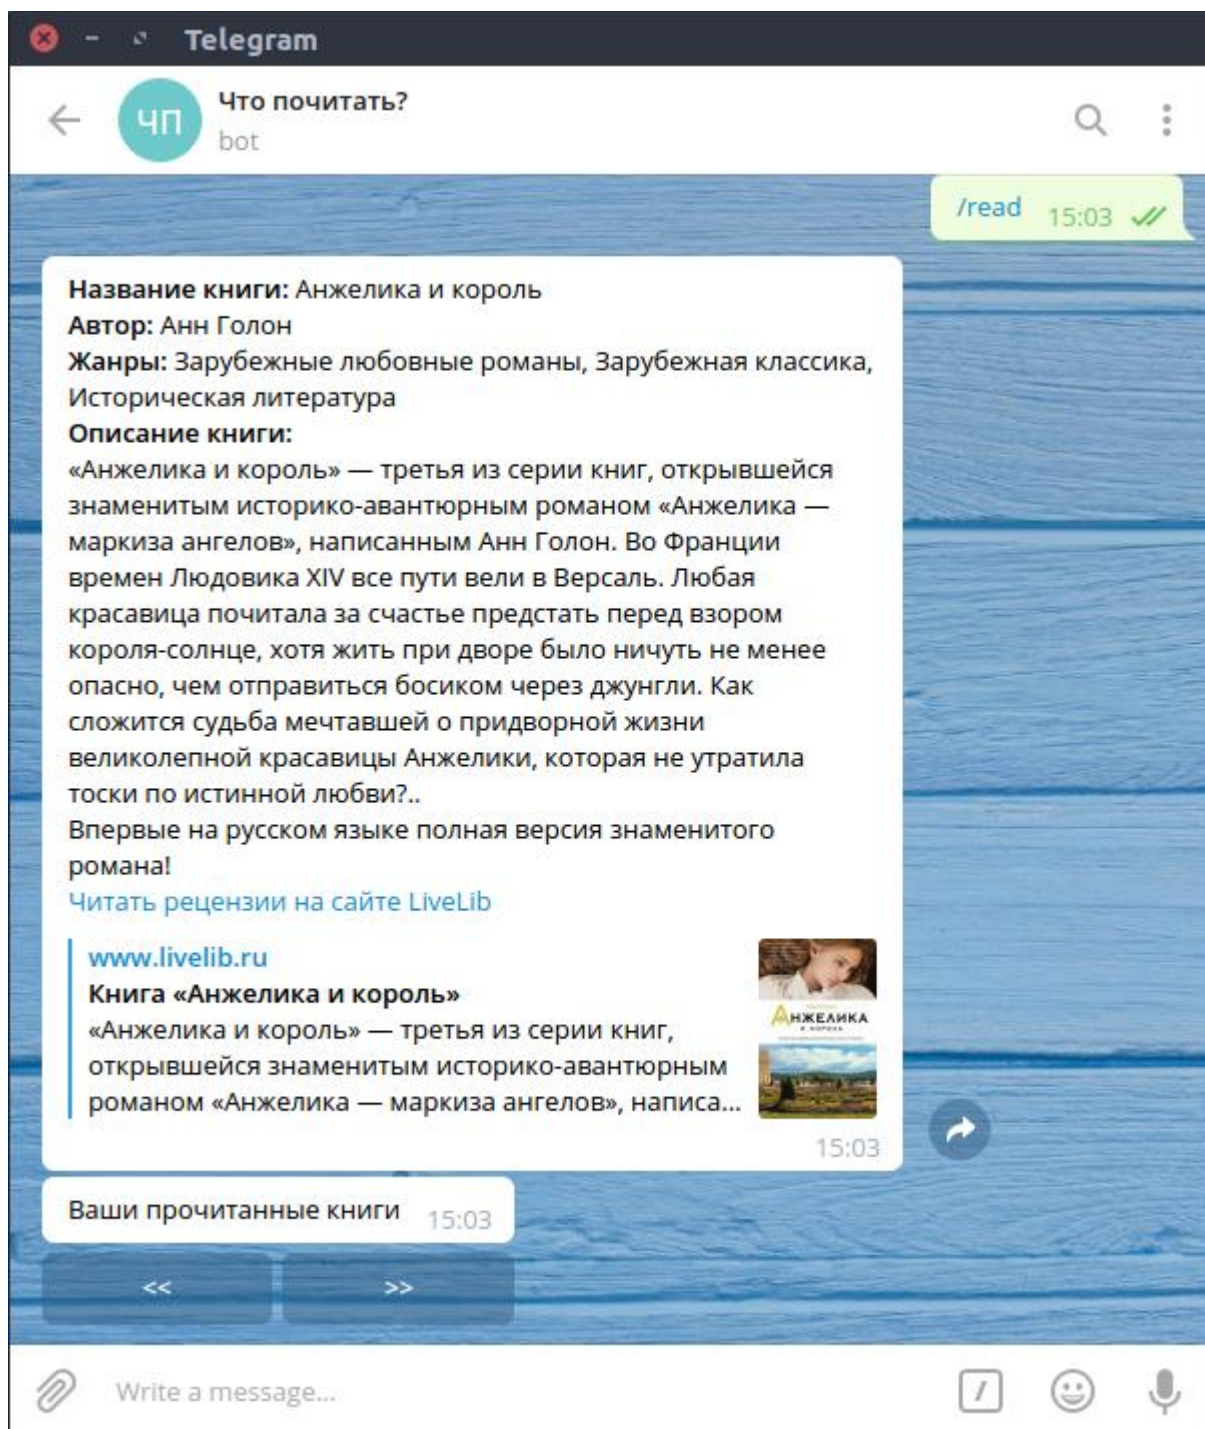 Telegram
ЧП
Что почитать?
bot
/read 15:03
Название книги: Анжелика и король
Автор: Анн Голон
Жанры: Зарубежные любовные романы, Зарубежная классика,
Историческая литература
Описание книги:
«Анжелика и король» — третья из серии книг, открывшейся
знаменитым историко-авантюрным романом «Анжелика —
маркиза ангелов», написанным Анн Голон. Во Франции
времен Людовика XIV все пути вели в Версаль. Любая
красавица почитала за счастье предстать перед взором
короля-солнце, хотя жить при дворе было ничуть не менее
опасно, чем отправиться босиком через джунгли. Как
сложится судьба мечтавшей о придворной жизни
великолепной красавицы Анжелики, которая не утратила
тоски по истинной любви?..
Впервые на русском языке полная версия знаменитого
романа!
Читать рецензии на сайте LiveLib
www.livelib.ru
Книга «Анжелика и король»
«Анжелика и король» — третья из серии книг,
открывшейся знаменитым историко-авантюрным
романом «Анжелика — маркиза ангелов», написа...
Анжелика
и король
15:03
Ваши прочитанные книги 15:03
<< >>
Write a message...